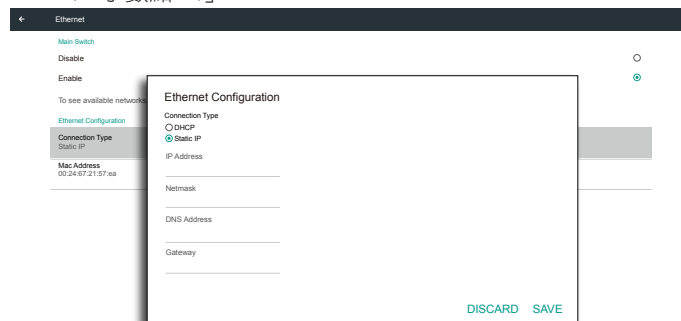 Ethernet
Main Switch
Disable
Enable
To see available networks
Ethernet Configuration
Connection Type
Static IP
Mac Address
00:24:67:21:57:ea
Ethernet Configuration
Connection Type
DHCP
Static IP
IP Address
Netmask
DNS Address
Gateway
DISCARD SAVE